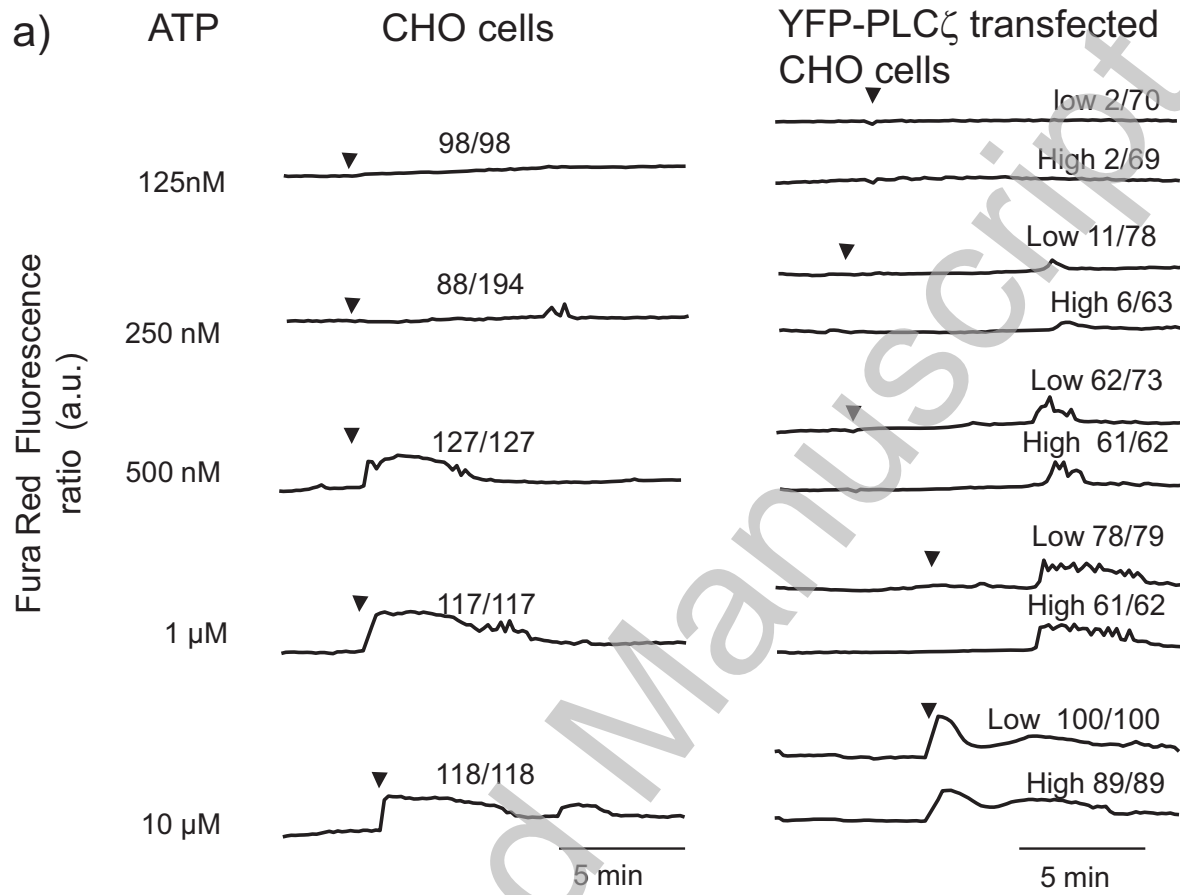 a) ATP CHO cells YFP-PLCζ transfected
CHO cells
low 2/70
98/98
High 2/69
125nM
Low 11/78
88/194
High 6/63
250 nM
Low 62/73
127/127
High 61/62
500 nM
Low 78/79
117/117
High 61/62
1 µM
Low 100/100
118/118
High 89/89
10 µM
5 min
5 min
Fura Red Fluorescence
ratio (a.u.)
d Manuscript